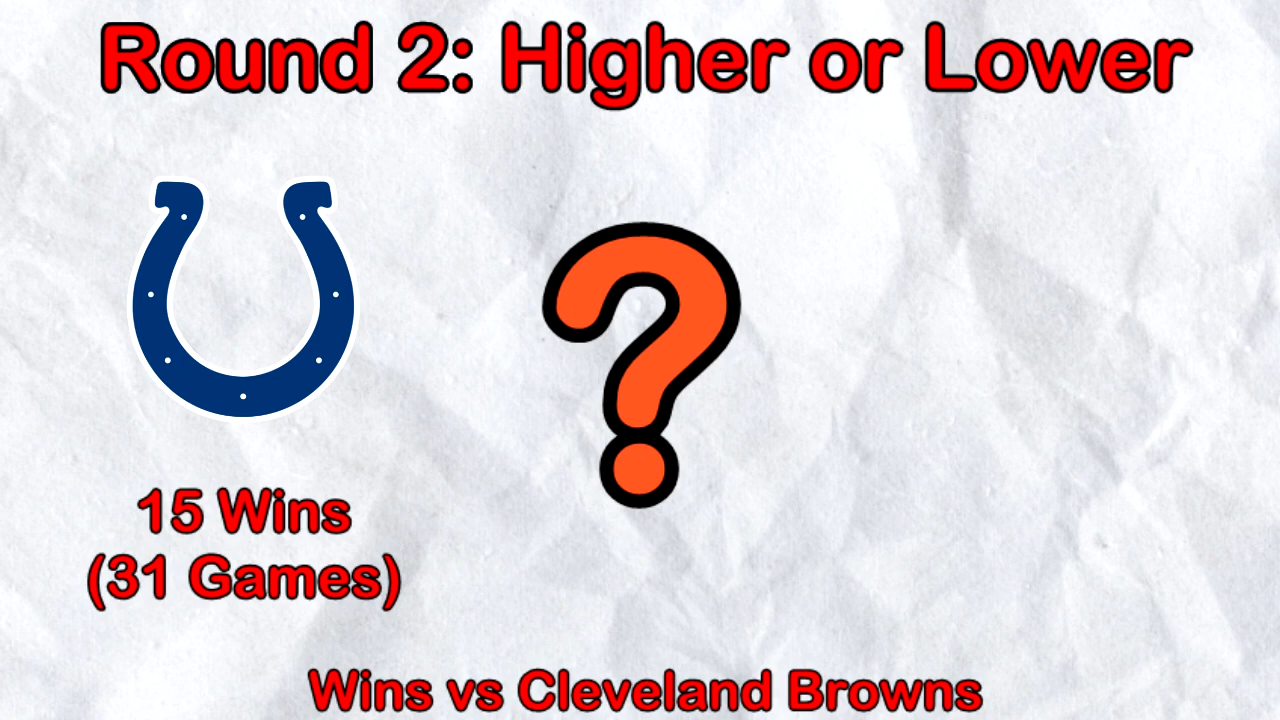 Round 2: Higher or Lower
?
15 Wins
(31 Games)
Wins vs Cleveland Browns